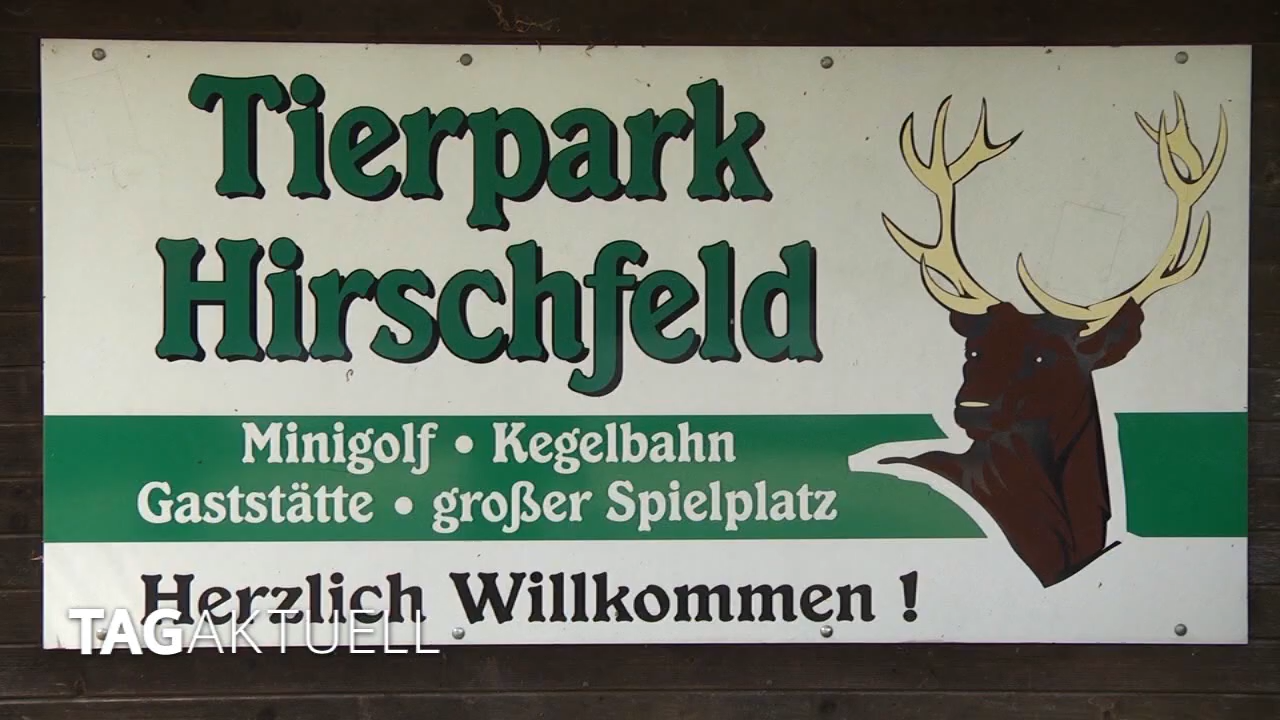 Tierpark
Hirschfeld
Minigolf • Kegelbahn
Gaststätte • großer Spielplatz
Herzlich Willkommen !
TAGAKTUELL